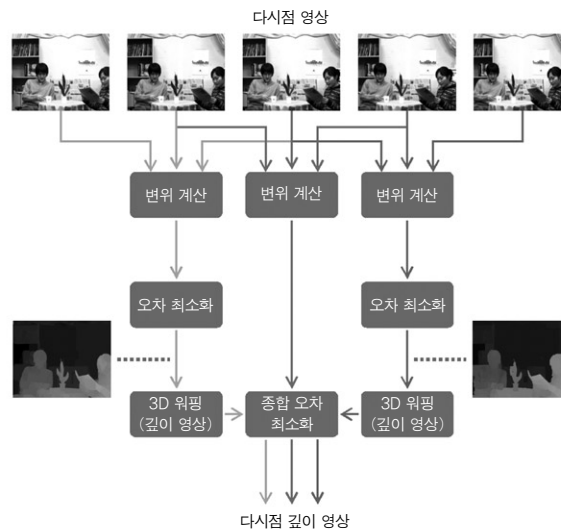 다시점 영상
변위 계산
변위 계산
변위 계산
오차 최소화
오차 최소화
3D 워핑
(깊이 영상)
종합 오차
최소화
3D 워핑
(깊이 영상)
다시점 깊이 영상